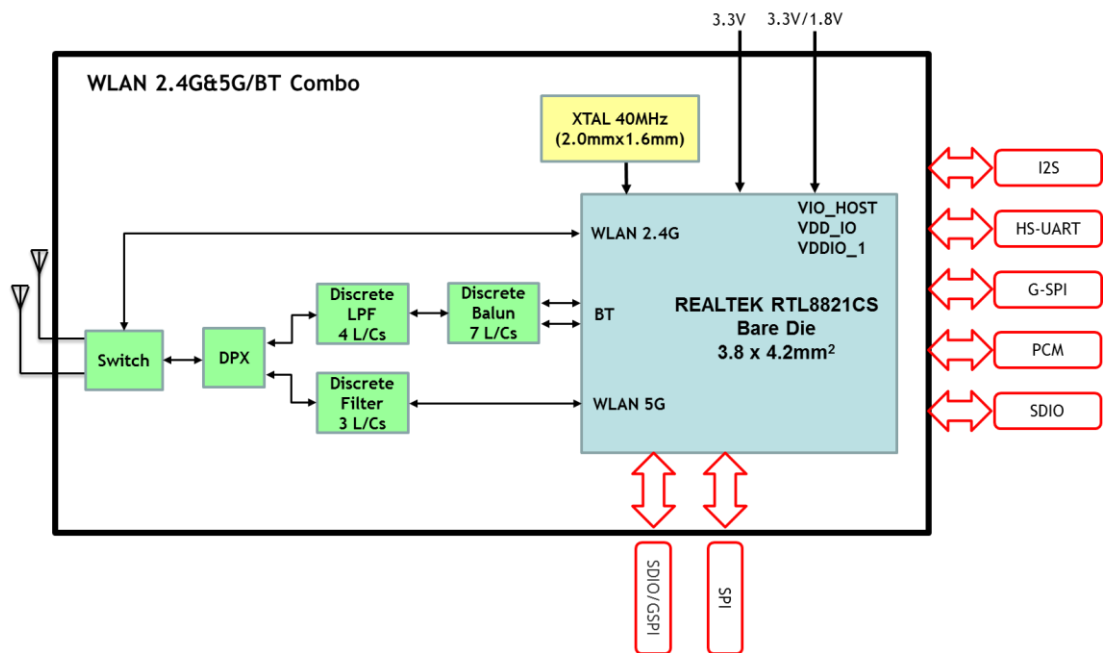 3.3V
3.3V/1.8V
WLAN 2.4G&5G/BT Combo
XTAL 40MHz
(2.0mmx1.6mm)
I2S
HS-UART
G-SPI
PCM
SDIO
WLAN 2.4G
VIO_HOST
VDD_IO
VDDIO_1
BT
REALTEK RTL8821CS
Bare Die
3.8 x 4.2mm²
WLAN 5G
Discrete
LPF
4 L/Cs
Discrete
Balun
7 L/Cs
Switch
DPX
Discrete
Filter
3 L/Cs
SDIO/GSPI
SPI